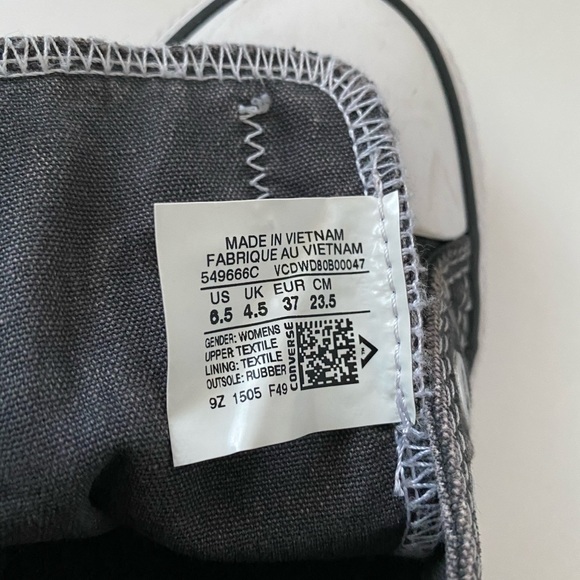 MADE IN VIETNAM
FABRIQUE AU VIETNAM
549666C VCDWD80B00047
US UK EUR CM
6.5 4.5 37 23.5
GENDER: WOMENS
UPPER TEXTILE
LINING: TEXTILE
OUTSOLE: RUBBER
9Z 1505 F49
CONVERSE